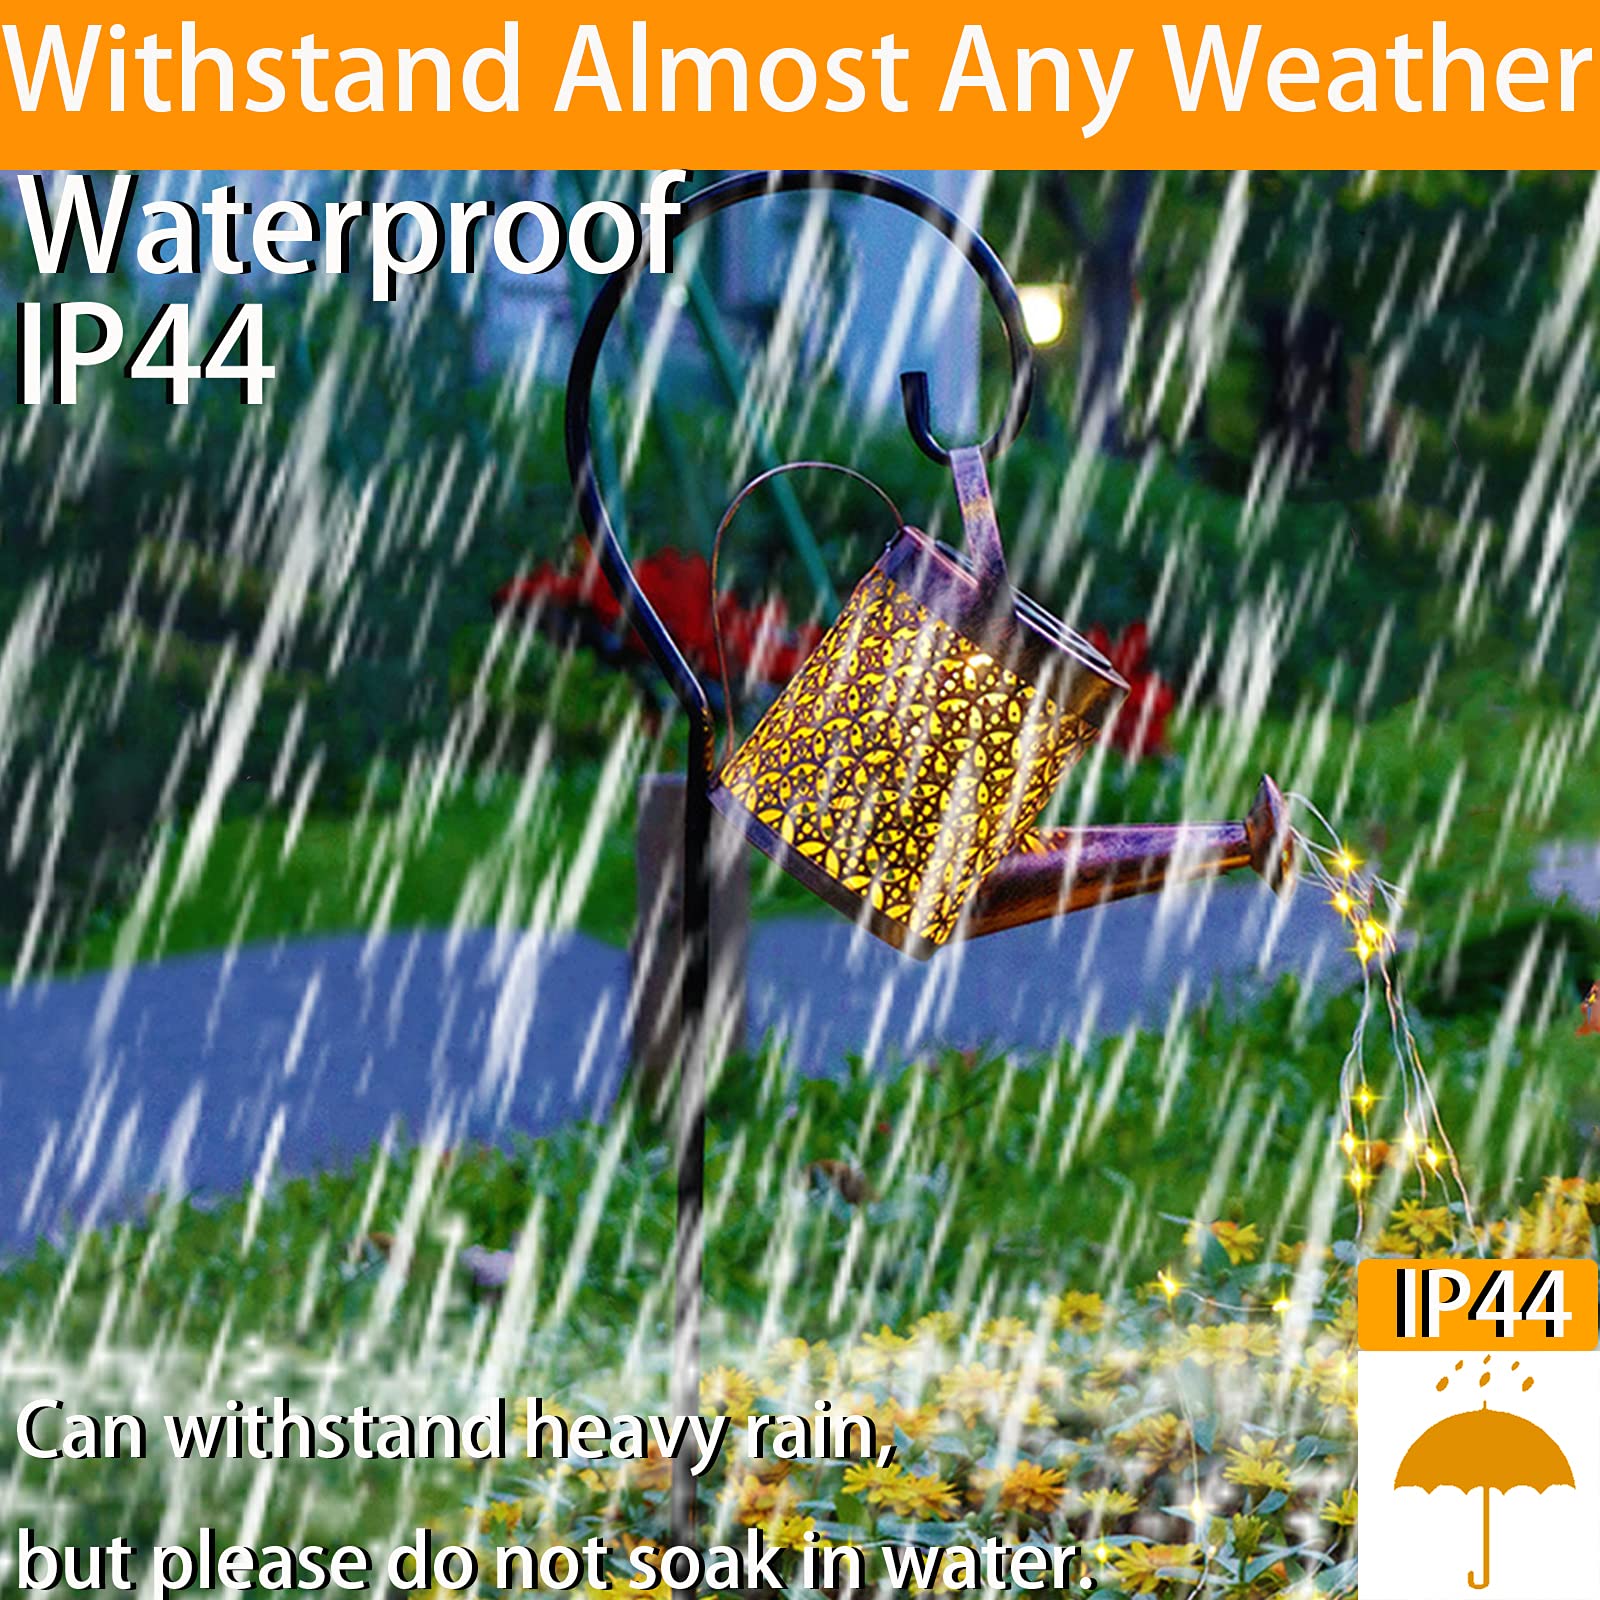 Withstand Almost Any Weather
Waterproof
IP44
IP44
Can withstand heavy rain,
but please do not soak in water.